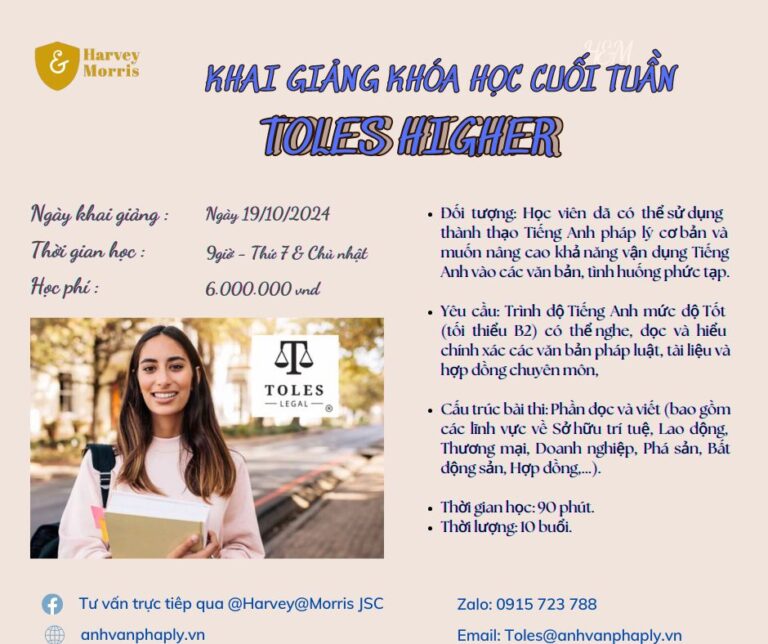 Harvey
Morris
H&M
KHAI GIẢNG KHÓA HỌC CUỐI TUẦN
TOLES HIGHER
Ngày khai giảng : Ngày 19/10/2024
Thời gian học : 9giờ - Thứ 7 & Chủ nhật
Học phí : 6.000.000 vnd
TOLES
LEGAL
• Đối tượng: Học viên đã có thể sử dụng
thành thạo Tiếng Anh pháp lý cơ bản và
muốn nâng cao khả năng vận dụng Tiếng
Anh vào các văn bản, tình huống phức tạp.
• Yêu cầu: Trình độ Tiếng Anh mức độ Tốt
(tối thiểu B2) có thể nghe, đọc và hiểu
chính xác các văn bản pháp luật, tài liệu và
hợp đồng chuyên môn,
• Cấu trúc bài thi: Phần đọc và viết (bao gồm
các lĩnh vực về Sở hữu trí tuệ, Lao động,
Thương mại, Doanh nghiệp, Phá sản, Bất
động sản, Hợp đồng,...).
• Thời gian học: 90 phút.
• Thời lượng: 10 buổi.
Tư vấn trực tiêp qua @Harvey@Morris JSC
anhvanphaply.vn
Zalo: 0915 723 788
Email: Toles@anhvanphaply.vn